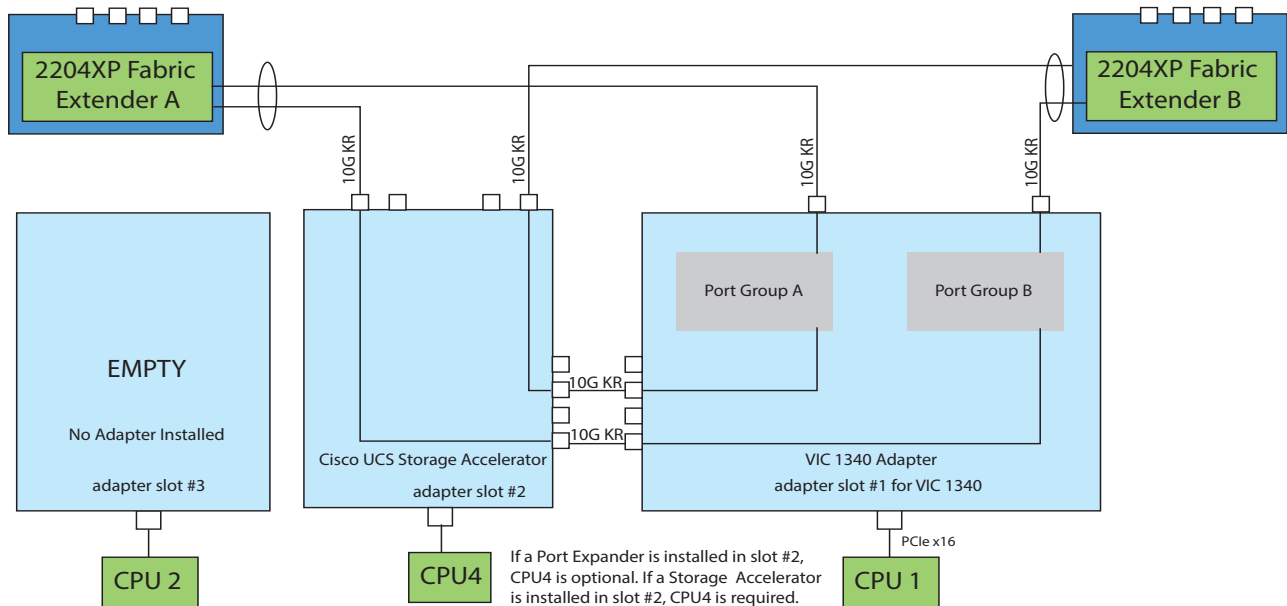 2204XP Fabric
Extender A
2204XP Fabric
Extender B
10G KR
10G KR
10G KR
10G KR
EMPTY
No Adapter Installed
adapter slot #3
Cisco UCS Storage Accelerator
adapter slot #2
10G KR
10G KR
Port Group A
Port Group B
VIC 1340 Adapter
adapter slot #1 for VIC 1340
PCIe x16
CPU 2
CPU4
If a Port Expander is installed in slot #2,
CPU4 is optional. If a Storage Accelerator
is installed in slot #2, CPU4 is required.
CPU 1